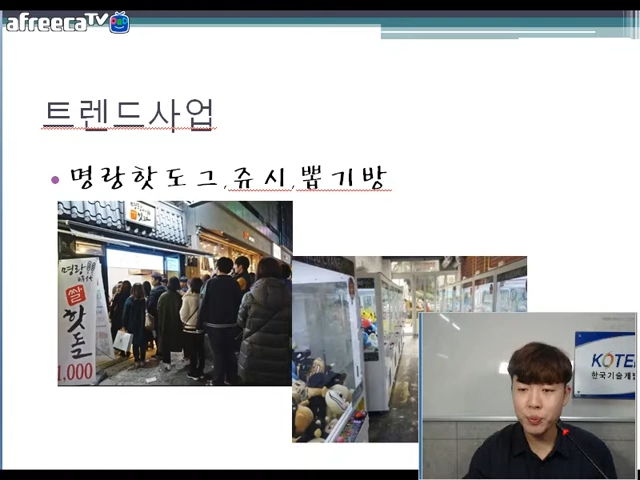 afreecaTV
트렌드사업
• 명랑핫도그,쥬시,뽑기방
명랑
쌀
핫도그
1,000
KOTE
한국기술개발